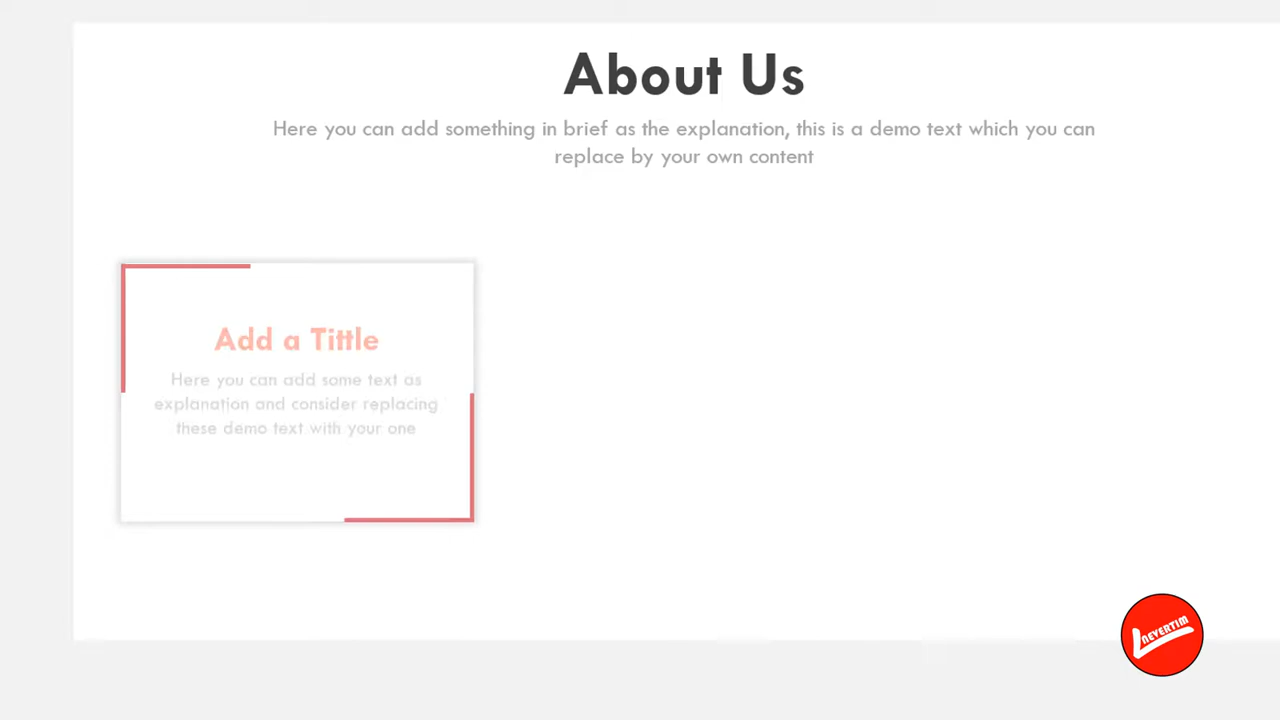 About Us
Here you can add something in brief as the explanation, this is a demo text which you can
replace by your own content
Add a Tittle
Here you can add some text as
explanation and consider replacing
these demo text with your one
LNEVERTIM